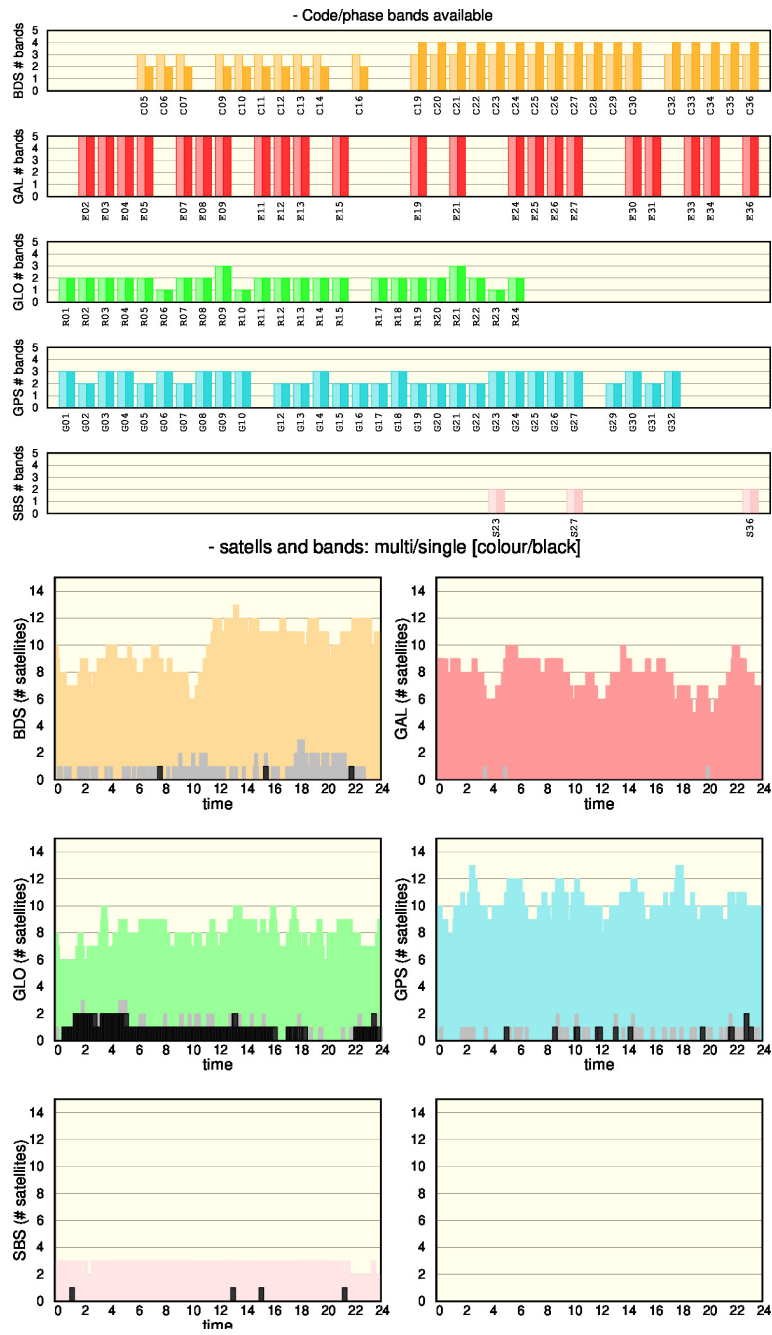 - Code/phase bands available
BDS # bands
5
4
3
2
1
0
C05 C06 C07 C09 C10 C11 C12 C13 C14 C16 C19 C20 C21 C22 C23 C24 C25 C26 C27 C28 C29 C30 C32 C33 C34 C35 C36
GAL # bands
5
4
3
2
1
0
E02 E03 E04 E05 E07 E08 E09 E11 E12 E13 E15 E19 E21 E24 E25 E26 E27 E30 E31 E33 E34 E36
GLO # bands
5
4
3
2
1
0
R01 R02 R03 R04 R05 R06 R07 R08 R09 R10 R11 R12 R14 R15 R17 R18 R19 R20 R21 R22 R23 R24
GPS # bands
5
4
3
2
1
0
G01 G02 G03 G04 G05 G06 G07 G08 G09 G10 G12 G13 G14 G15 G16 G17 G18 G19 G20 G21 G22 G23 G24 G25 G26 G27 G29 G30 G31 G32
SBS # bands
5
4
3
2
1
0
S23 S27 S36
- satells and bands: multi/single [colour/black]
BDS (# satellites)
14
12
10
8
6
4
2
0
0 2 4 6 8 10 12 14 16 18 20 22 24
time
GAL (# satellites)
14
12
10
8
6
4
2
0
0 2 4 6 8 10 12 14 16 18 20 22 24
time
GLO (# satellites)
14
12
10
8
6
4
2
0
0 2 4 6 8 10 12 14 16 18 20 22 24
time
GPS (# satellites)
14
12
10
8
6
4
2
0
0 2 4 6 8 10 12 14 16 18 20 22 24
time
SBS (# satellites)
14
12
10
8
6
4
2
0
0 2 4 6 8 10 12 14 16 18 20 22 24
time
14
12
10
8
6
4
2
0
0 2 4 6 8 10 12 14 16 18 20 22 24